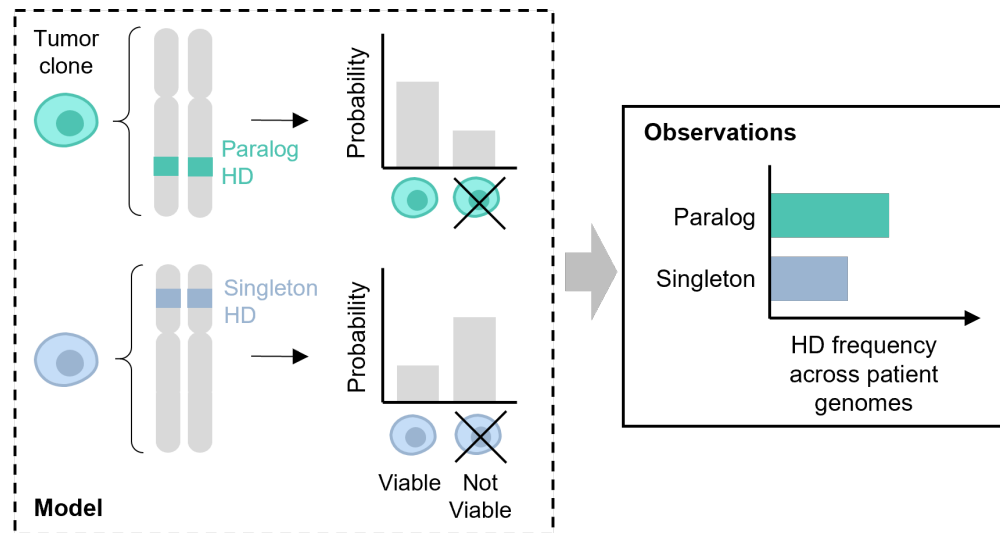 Tumor
clone
Paralog
HD
Probability
Singleton
HD
Probability
Viable
Not
Viable
Model
Observations
Paralog
Singleton
HD frequency
across patient
genomes